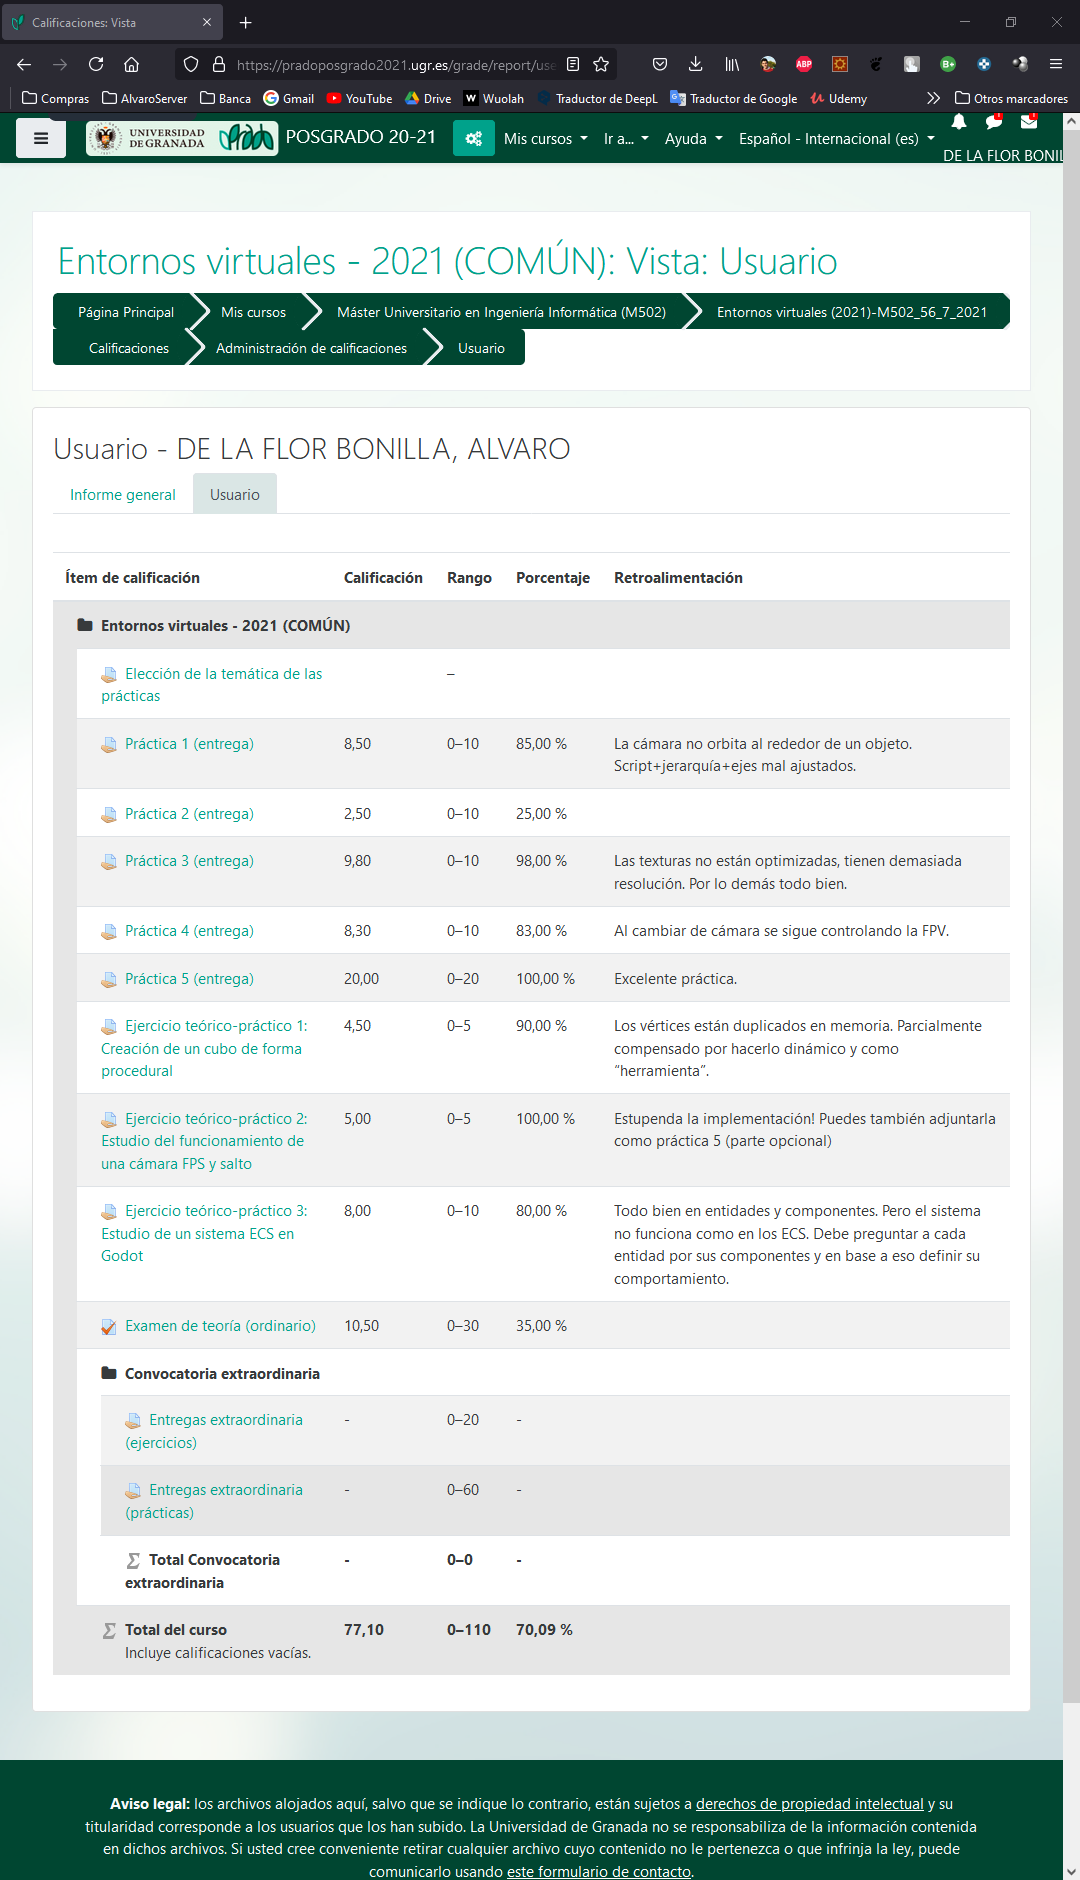 Calificaciones: Vista
https://pradoposgrado2021.ugr.es/grade/report/use
Compras AlvaroServer Banca Gmail YouTube Drive Wuolah Traductor de DeepL Traductor de Google Udemy Otros marcadores
UNIVERSIDAD DE GRANADA POSGRADO 20-21 Mis cursos Ir a... Ayuda Español - Internacional (es)
DE LA FLOR BONIL
Entornos virtuales - 2021 (COMÚN): Vista: Usuario
Página Principal Mis cursos Máster Universitario en Ingeniería Informática (M502) Entornos virtuales (2021)-M502_56_7_2021
Calificaciones Administración de calificaciones Usuario
Usuario - DE LA FLOR BONILLA, ALVARO
Informe general Usuario
Ítem de calificación Calificación Rango Porcentaje Retroalimentación
Entornos virtuales - 2021 (COMÚN)
Elección de la temática de las –
prácticas
Práctica 1 (entrega) 8,50 0–10 85,00 % La cámara no orbita al rededor de un objeto.
Script+jerarquía+ejes mal ajustados.
Práctica 2 (entrega) 2,50 0–10 25,00 %
Práctica 3 (entrega) 9,80 0–10 98,00 % Las texturas no están optimizadas, tienen demasiada
resolución. Por lo demás todo bien.
Práctica 4 (entrega) 8,30 0–10 83,00 % Al cambiar de cámara se sigue controlando la FPV.
Práctica 5 (entrega) 20,00 0–20 100,00 % Excelente práctica.
Ejercicio teórico-práctico 1: 4,50 0–5 90,00 % Los vértices están duplicados en memoria. Parcialmente
Creación de un cubo de forma compensado por hacerlo dinámico y como
procedural "herramienta".
Ejercicio teórico-práctico 2: 5,00 0–5 100,00 % Estupenda la implementación! Puedes también adjuntarla
Estudio del funcionamiento de como práctica 5 (parte opcional)
una cámara FPS y salto
Ejercicio teórico-práctico 3: 8,00 0–10 80,00 % Todo bien en entidades y componentes. Pero el sistema
Estudio de un sistema ECS en no funciona como en los ECS. Debe preguntar a cada
Godot entidad por sus componentes y en base a eso definir su
comportamiento.
Examen de teoría (ordinario) 10,50 0–30 35,00 %
Convocatoria extraordinaria
Entregas extraordinaria - 0–20 -
(ejercicios)
Entregas extraordinaria - 0–60 -
(prácticas)
Total Convocatoria - 0–0 -
extraordinaria
Total del curso 77,10 0–110 70,09 %
Incluye calificaciones vacías.
Aviso legal: los archivos alojados aquí, salvo que se indique lo contrario, están sujetos a derechos de propiedad intelectual y su
titularidad corresponde a los usuarios que los han subido. La Universidad de Granada no se responsabiliza de la información contenida
en dichos archivos. Si usted cree conveniente retirar cualquier archivo cuyo contenido no le pertenezca o que infrinja la ley, puede
comunicarlo usando este formulario de contacto.